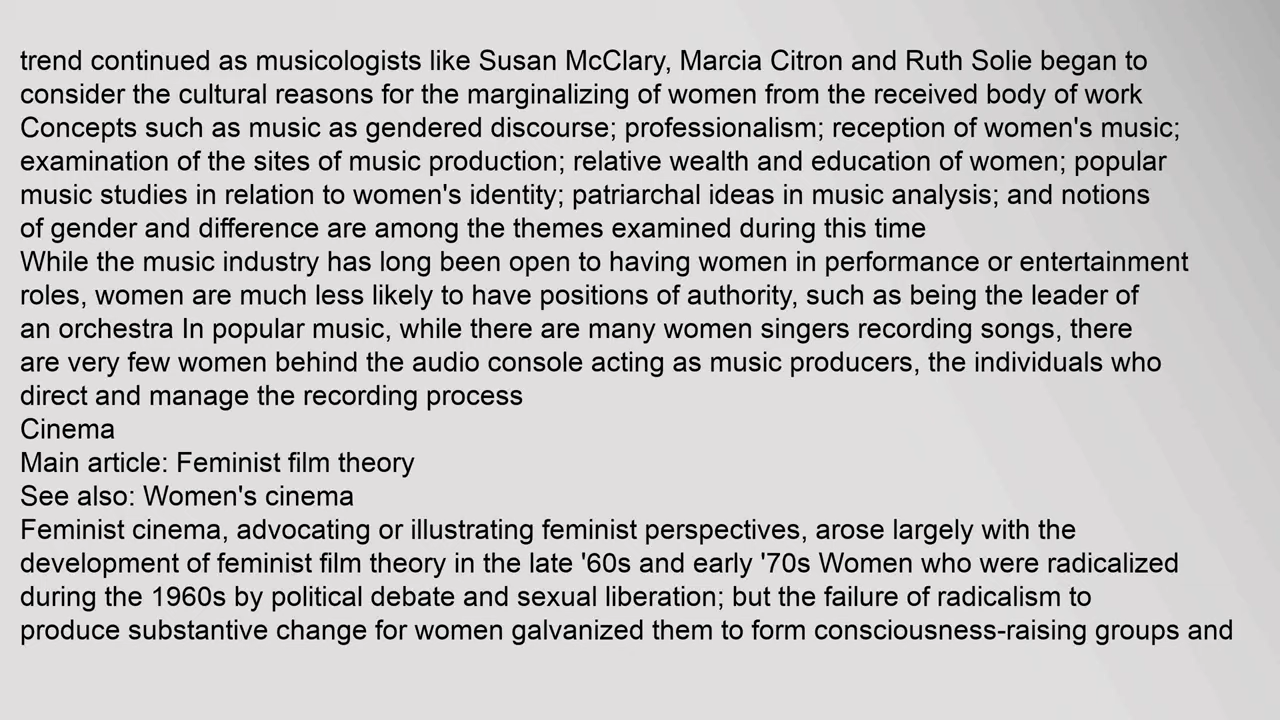 trend continued as musicologists like Susan McClary, Marcia Citron and Ruth Solie began to
consider the cultural reasons for the marginalizing of women from the received body of work
Concepts such as music as gendered discourse; professionalism; reception of women's music;
examination of the sites of music production; relative wealth and education of women; popular
music studies in relation to women's identity; patriarchal ideas in music analysis; and notions
of gender and difference are among the themes examined during this time
While the music industry has long been open to having women in performance or entertainment
roles, women are much less likely to have positions of authority, such as being the leader of
an orchestra In popular music, while there are many women singers recording songs, there
are very few women behind the audio console acting as music producers, the individuals who
direct and manage the recording process
Cinema
Main article: Feminist film theory
See also: Women's cinema
Feminist cinema, advocating or illustrating feminist perspectives, arose largely with the
development of feminist film theory in the late '60s and early '70s Women who were radicalized
during the 1960s by political debate and sexual liberation; but the failure of radicalism to
produce substantive change for women galvanized them to form consciousness-raising groups and